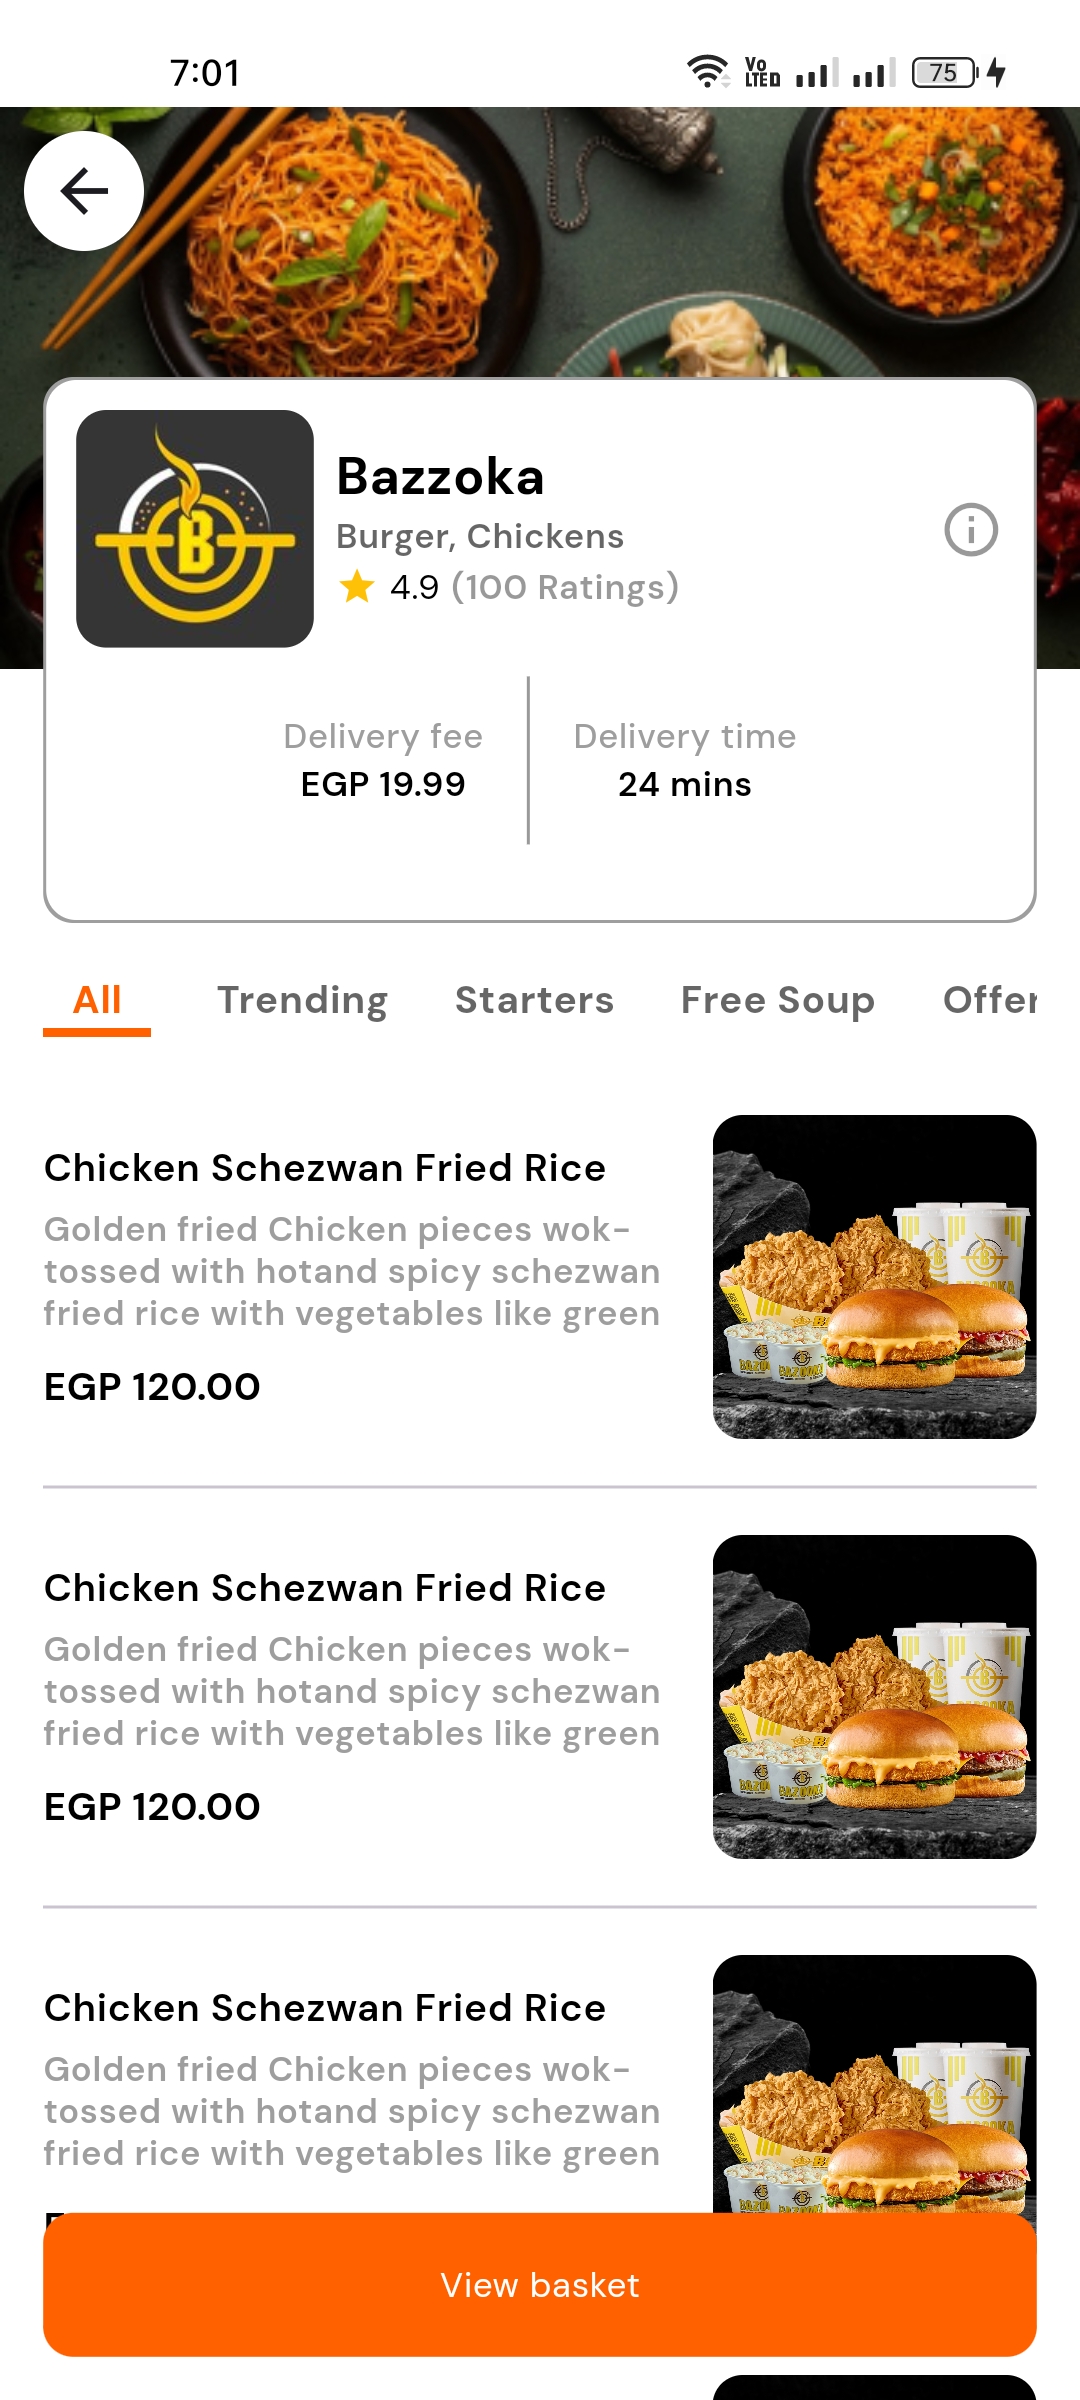 7:01
Vo
LTED
75
B
Bazzoka
Burger, Chickens
4.9 (100 Ratings)
Delivery fee
EGP 19.99
Delivery time
24 mins
All
Trending
Starters
Free Soup
Offer
Chicken Schezwan Fried Rice
Golden fried Chicken pieces wok-
tossed with hotand spicy schezwan
fried rice with vegetables like green
EGP 120.00
Chicken Schezwan Fried Rice
Golden fried Chicken pieces wok-
tossed with hotand spicy schezwan
fried rice with vegetables like green
EGP 120.00
Chicken Schezwan Fried Rice
Golden fried Chicken pieces wok-
tossed with hotand spicy schezwan
fried rice with vegetables like green
View basket